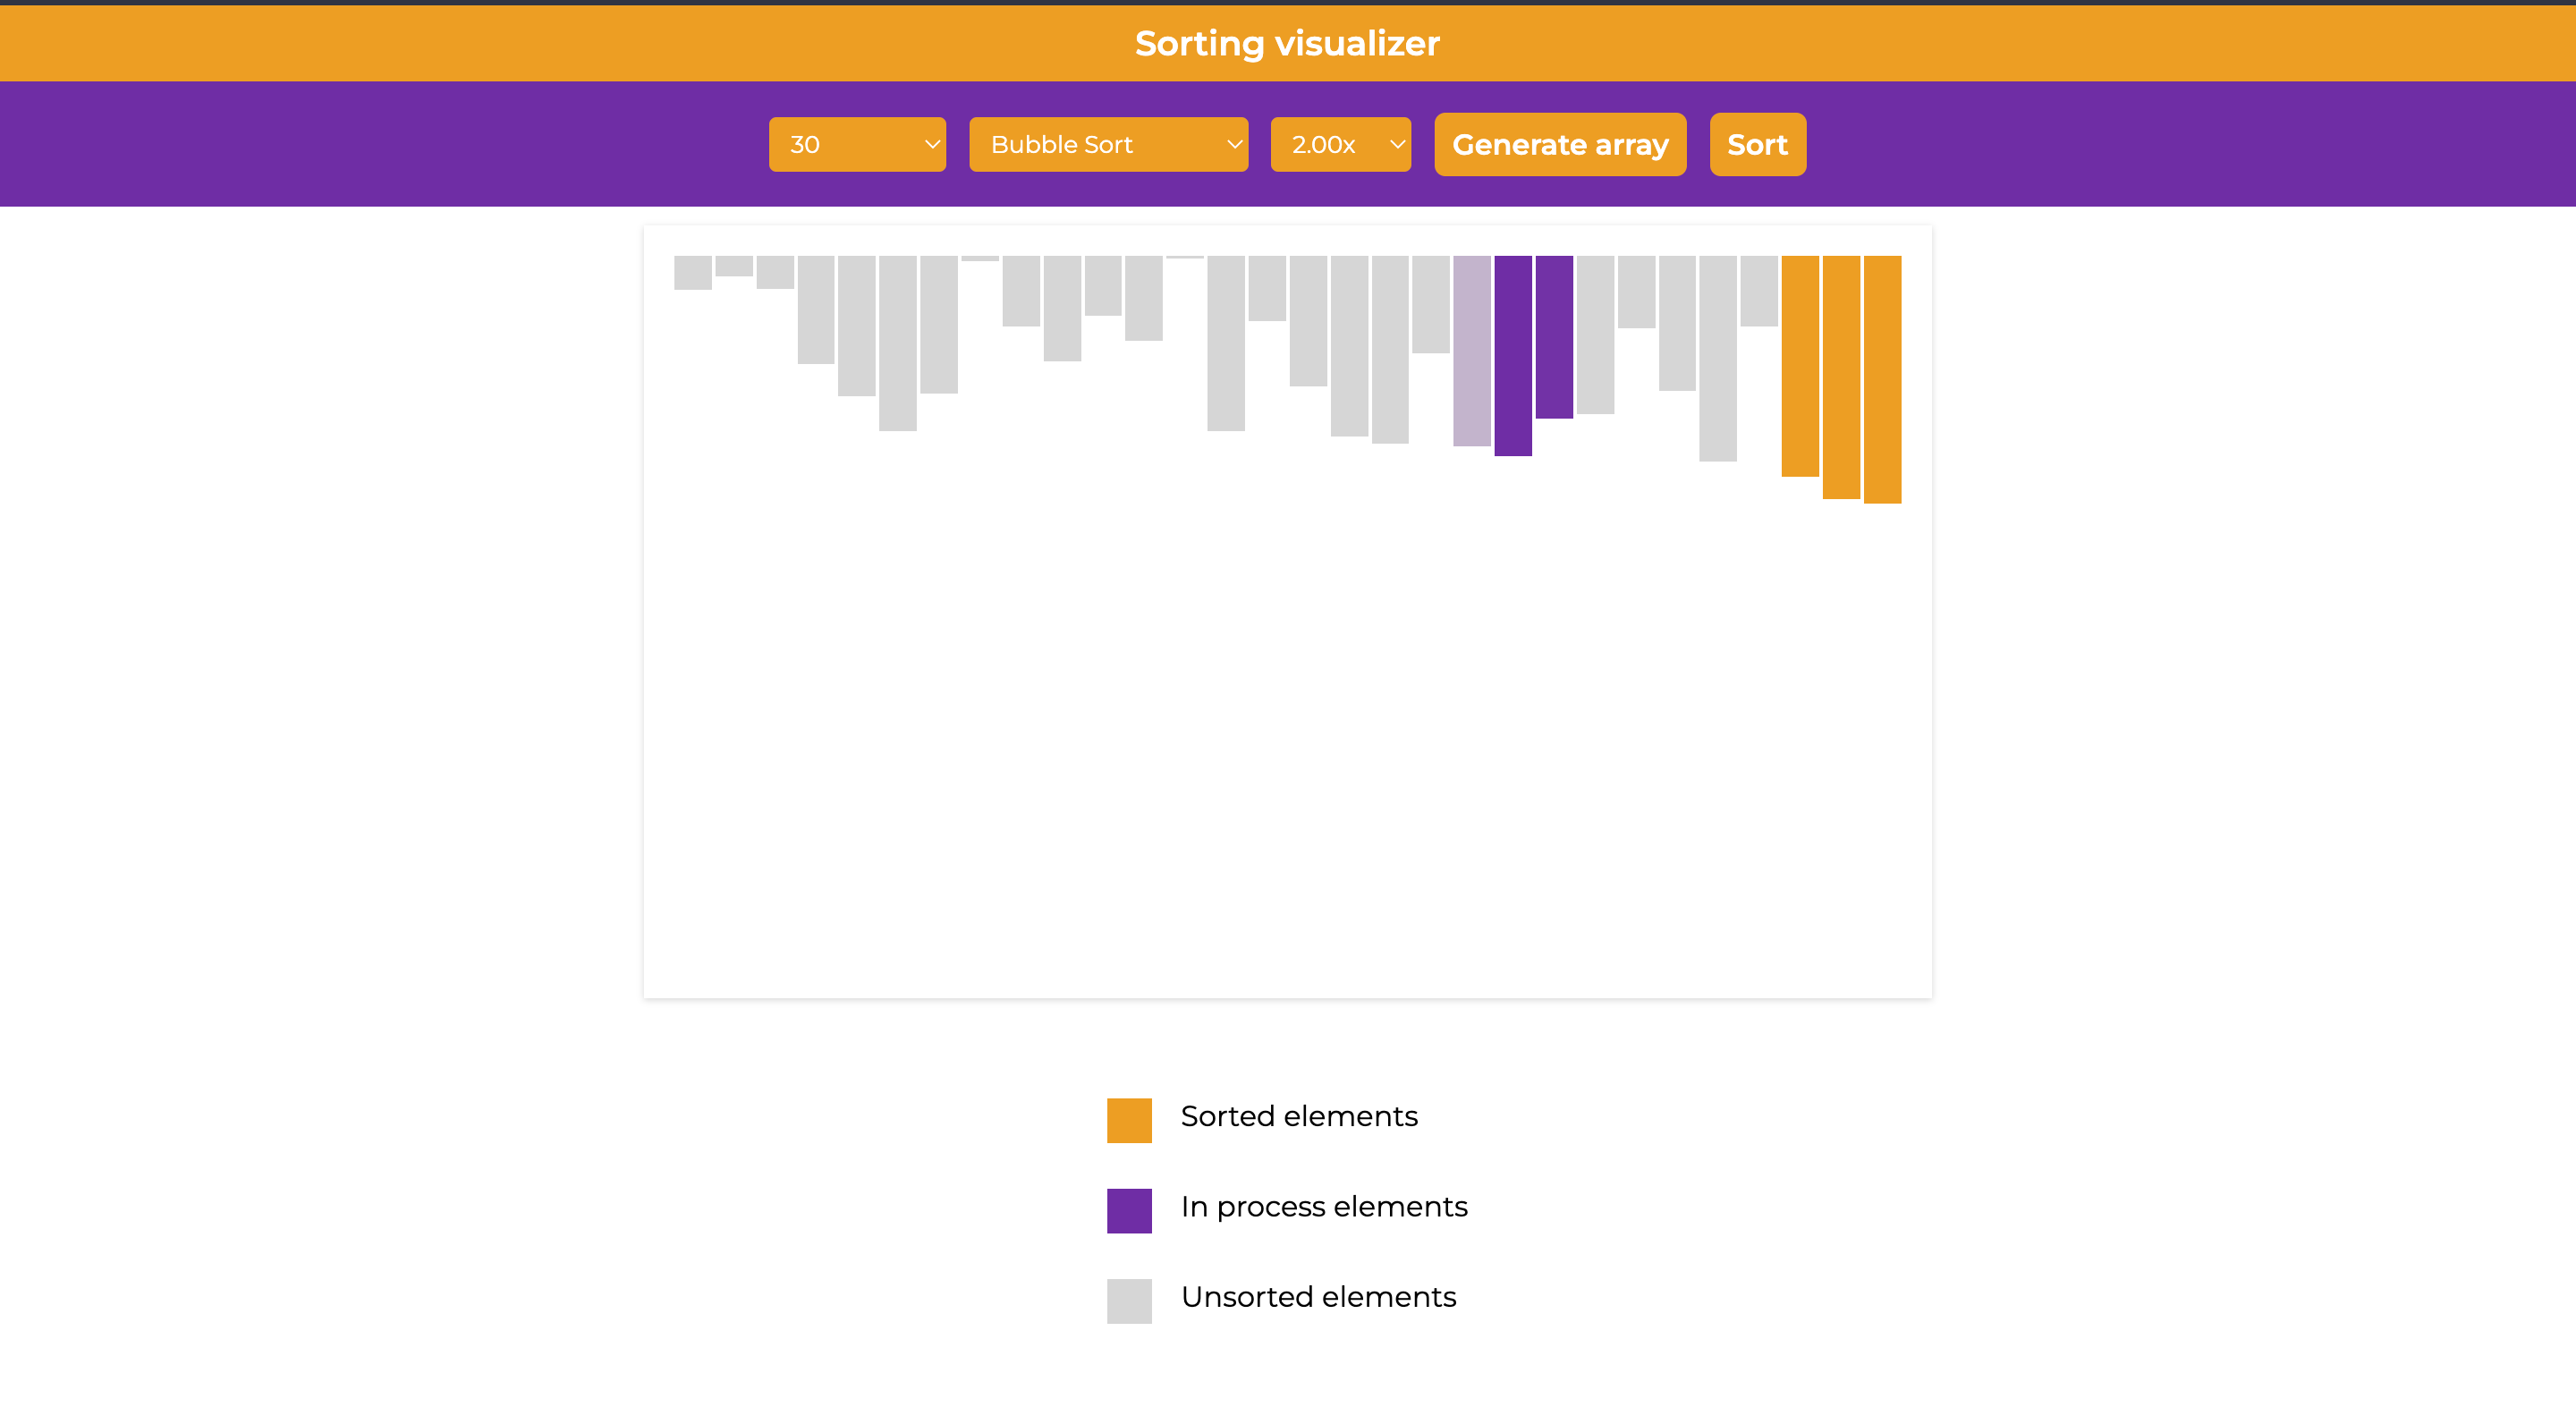 Sorting visualizer
30
Bubble Sort
2.00x
Generate array
Sort
Sorted elements
In process elements
Unsorted elements